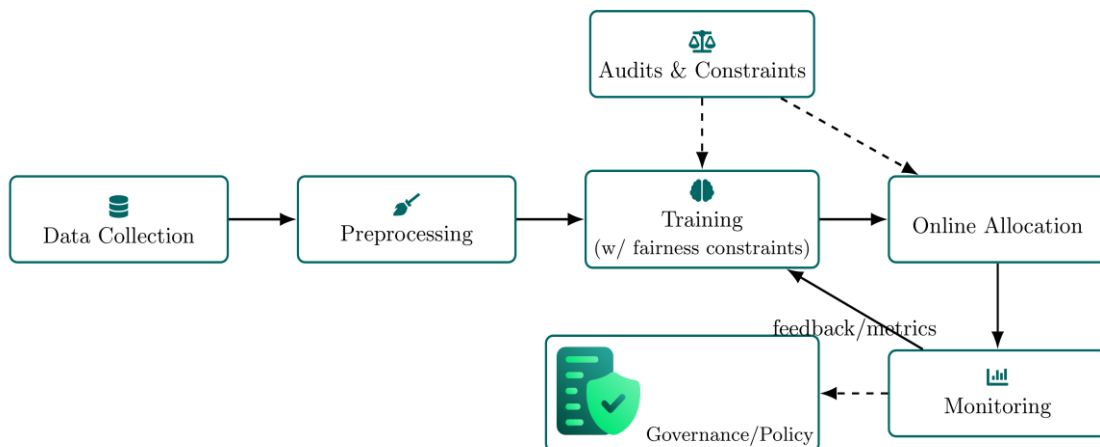 Audits & Constraints
Data Collection
Preprocessing
Training
(w/ fairness constraints)
Online Allocation
feedback/metrics
Governance/Policy
Monitoring